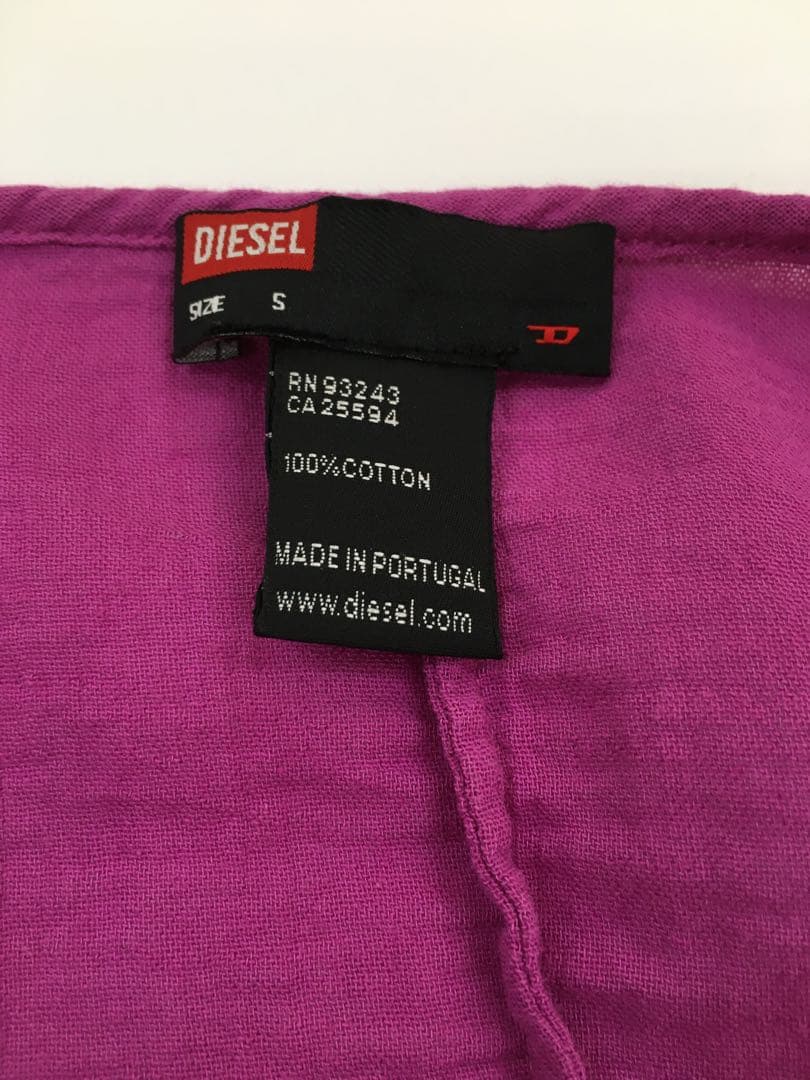 DIESEL
SIZE S
RN 93243
CA 25594
100% COTTON
MADE IN PORTUGAL
www.diesel.com